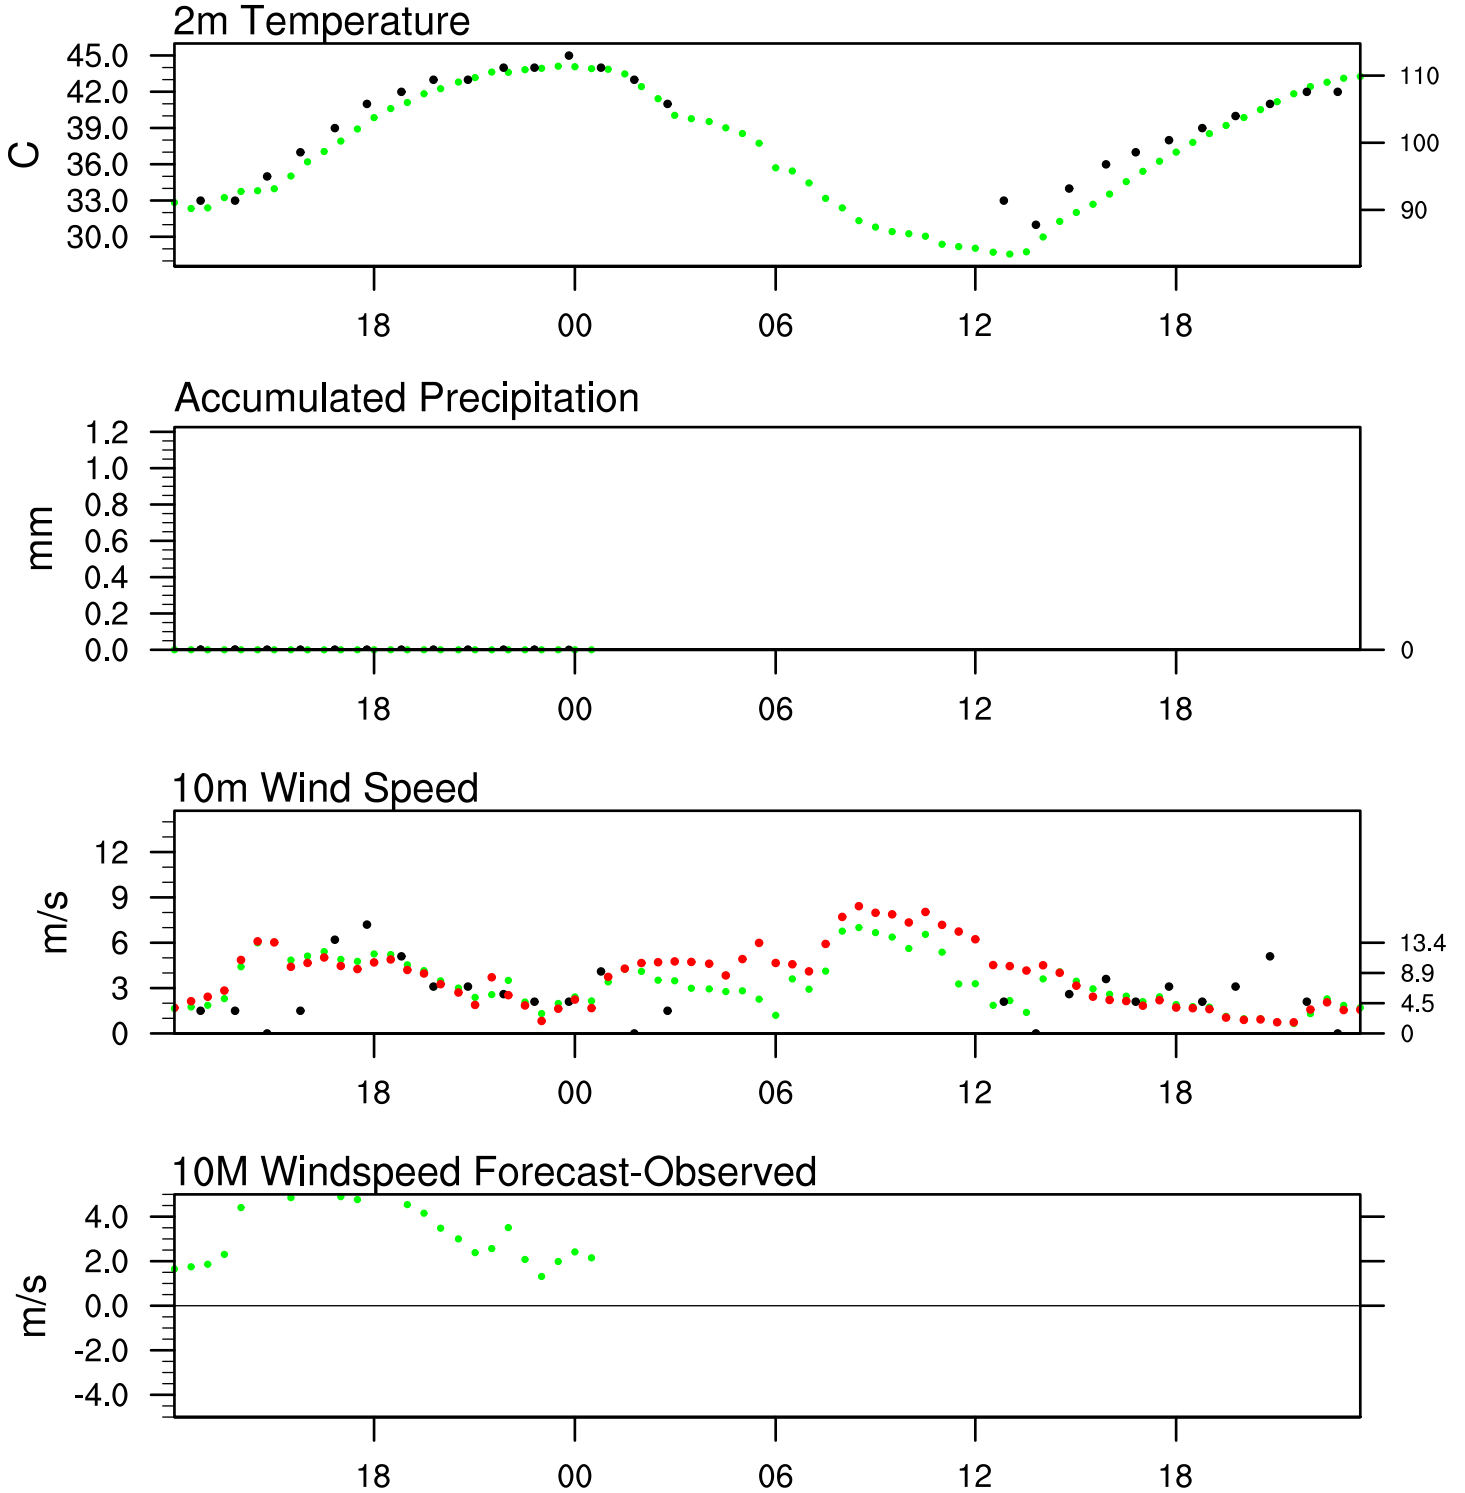 2m Temperature
45.0
42.0
39.0
36.0
33.0
30.0
C
110
100
90
18 00 06 12 18
Accumulated Precipitation
1.2
1.0
0.8
0.6
0.4
0.2
0.0
mm
0
18 00 06 12 18
10m Wind Speed
12
9
6
3
0
m/s
13.4
8.9
4.5
0
18 00 06 12 18
10M Windspeed Forecast-Observed
4.0
2.0
0.0
-2.0
-4.0
m/s
18 00 06 12 18